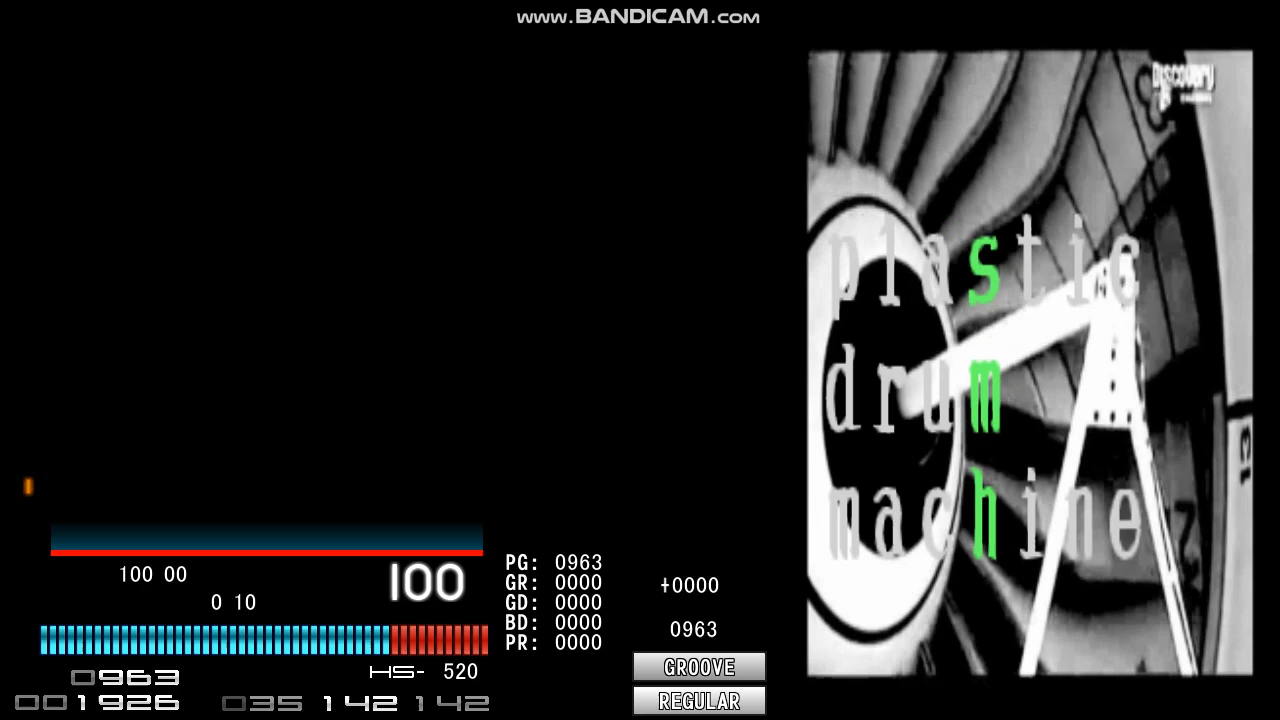 www.BANDICAM.com
Discovery
CHANNEL
plastic
drum
machine
100 00
100
0 10
PG: 0963
GR: 0000
GD: 0000
BD: 0000
PR: 0000
+0000
0963
HS- 520
0963
001926 035 142 142
GROOVE
REGULAR